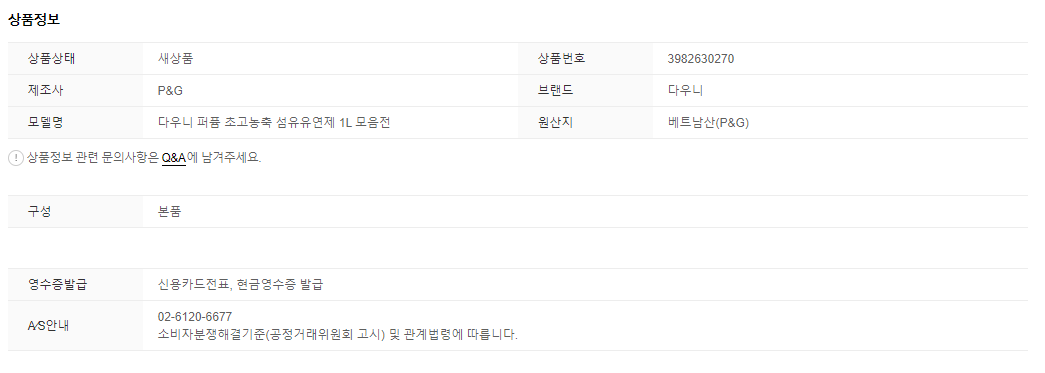 상품정보
상품상태 새상품 상품번호 3982630270
제조사 P&G 브랜드 다우니
모델명 다우니 퍼퓸 초고농축 섬유유연제 1L 모음전 원산지 베트남산(P&G)
! 상품정보 관련 문의사항은 Q&A에 남겨주세요.
구성 본품
영수증발급 신용카드전표, 현금영수증 발급
A/S안내 02-6120-6677
소비자분쟁해결기준(공정거래위원회 고시) 및 관계법령에 따릅니다.